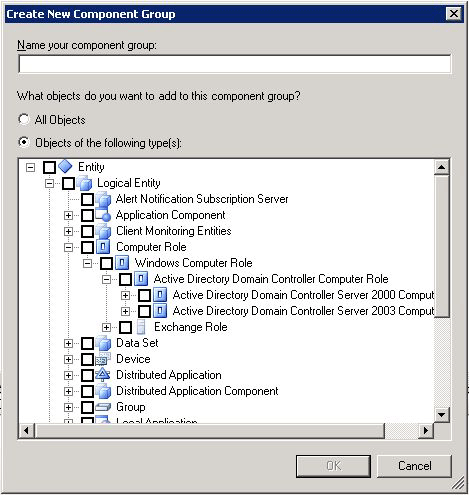 Create New Component Group
Name your component group:
What objects do you want to add to this component group?
All Objects
Objects of the following type(s):
Entity
Logical Entity
Alert Notification Subscription Server
Application Component
Client Monitoring Entities
Computer Role
Windows Computer Role
Active Directory Domain Controller Computer Role
Active Directory Domain Controller Server 2000 Comput
Active Directory Domain Controller Server 2003 Comput
Exchange Role
Data Set
Device
Distributed Application
Distributed Application Component
Group
Local Application
OK
Cancel